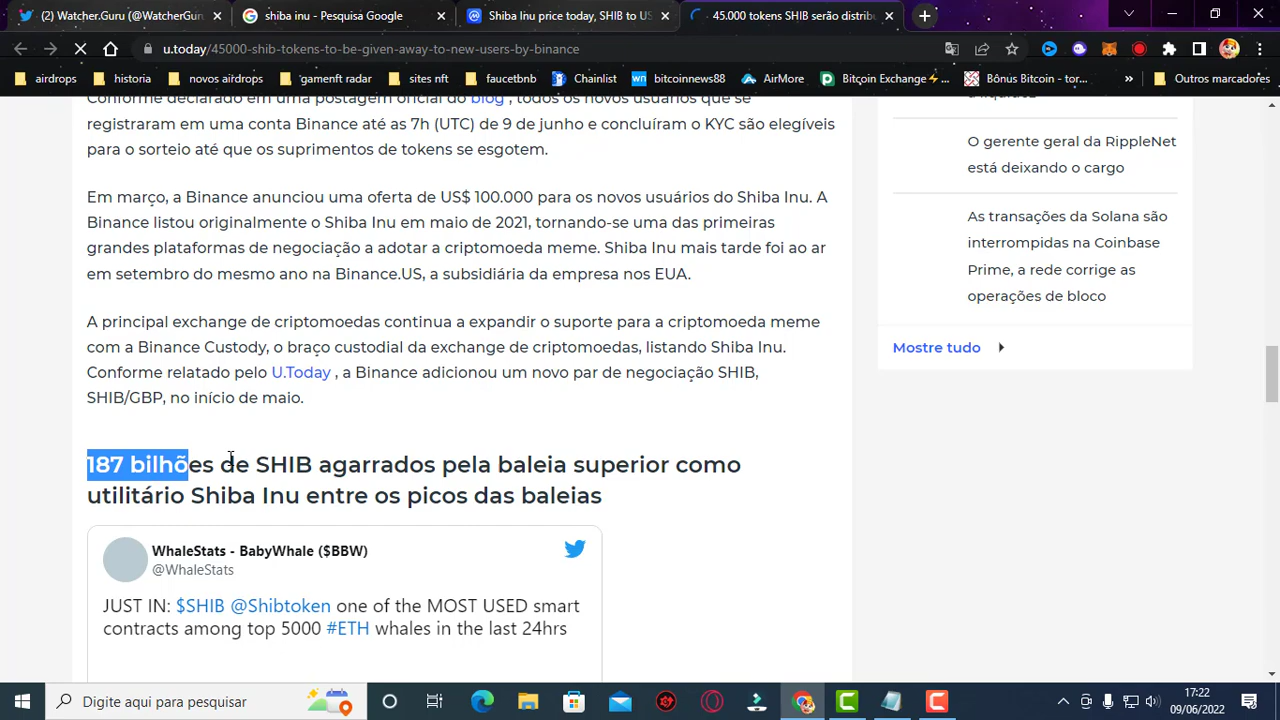 (2) Watcher.Guru (@WatcherGuru
shiba inu - Pesquisa Google
Shiba Inu price today, SHIB to US
45.000 tokens SHIB serão distrib
u.today/45000-shib-tokens-to-be-given-away-to-new-users-by-binance
airdrops
historia
novos airdrops
'gamenft radar
sites nft
faucetbnb
Chainlist
bitcoinnews88
AirMore
Bitcoin Exchange
Bônus Bitcoin - tor...
Outros marcadores
Conforme declarado em uma postagem oficial do blog , todos os novos usuários que se
registraram em uma conta Binance até as 7h (UTC) de 9 de junho e concluíram o KYC são elegíveis
para o sorteio até que os suprimentos de tokens se esgotem.
Em março, a Binance anunciou uma oferta de US$ 100.000 para os novos usuários do Shiba Inu. A
Binance listou originalmente o Shiba Inu em maio de 2021, tornando-se uma das primeiras
grandes plataformas de negociação a adotar a criptomoeda meme. Shiba Inu mais tarde foi ao ar
em setembro do mesmo ano na Binance.US, a subsidiária da empresa nos EUA.
A principal exchange de criptomoedas continua a expandir o suporte para a criptomoeda meme
com a Binance Custody, o braço custodial da exchange de criptomoedas, listando Shiba Inu.
Conforme relatado pelo U.Today , a Binance adicionou um novo par de negociação SHIB,
SHIB/GBP, no início de maio.
187 bilhões de SHIB agarrados pela baleia superior como
utilitário Shiba Inu entre os picos das baleias
WhaleStats - BabyWhale ($BBW)
@WhaleStats
JUST IN: $SHIB @Shibtoken one of the MOST USED smart
contracts among top 5000 #ETH whales in the last 24hrs
O gerente geral da RippleNet
está deixando o cargo
As transações da Solana são
interrompidas na Coinbase
Prime, a rede corrige as
operações de bloco
Mostre tudo
Digite aqui para pesquisar
17:22
09/06/2022